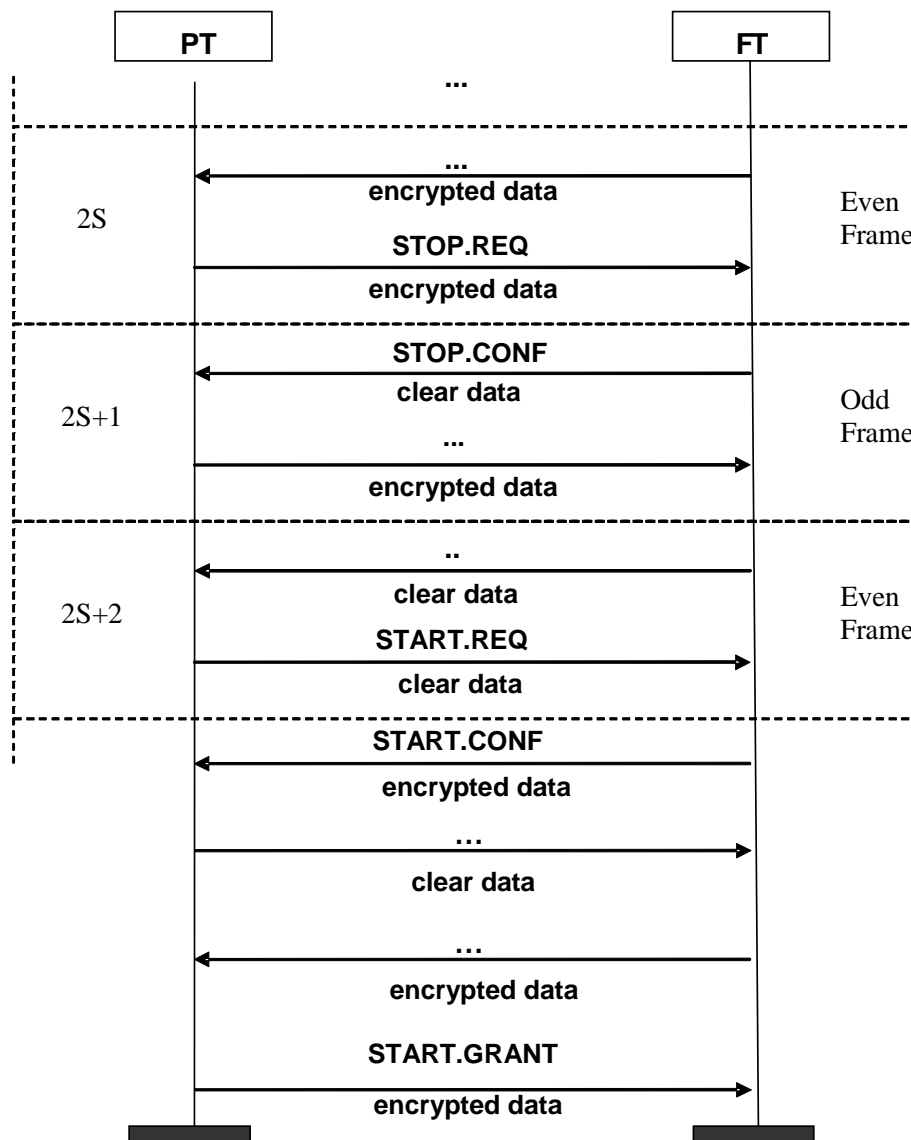 PT
FT
...
...
encrypted data
2S
Even
Frame
STOP.REQ
encrypted data
STOP.CONF
clear data
2S+1
Odd
Frame
...
encrypted data
..
clear data
2S+2
Even
Frame
START.REQ
clear data
START.CONF
encrypted data
...
clear data
...
encrypted data
START.GRANT
encrypted data